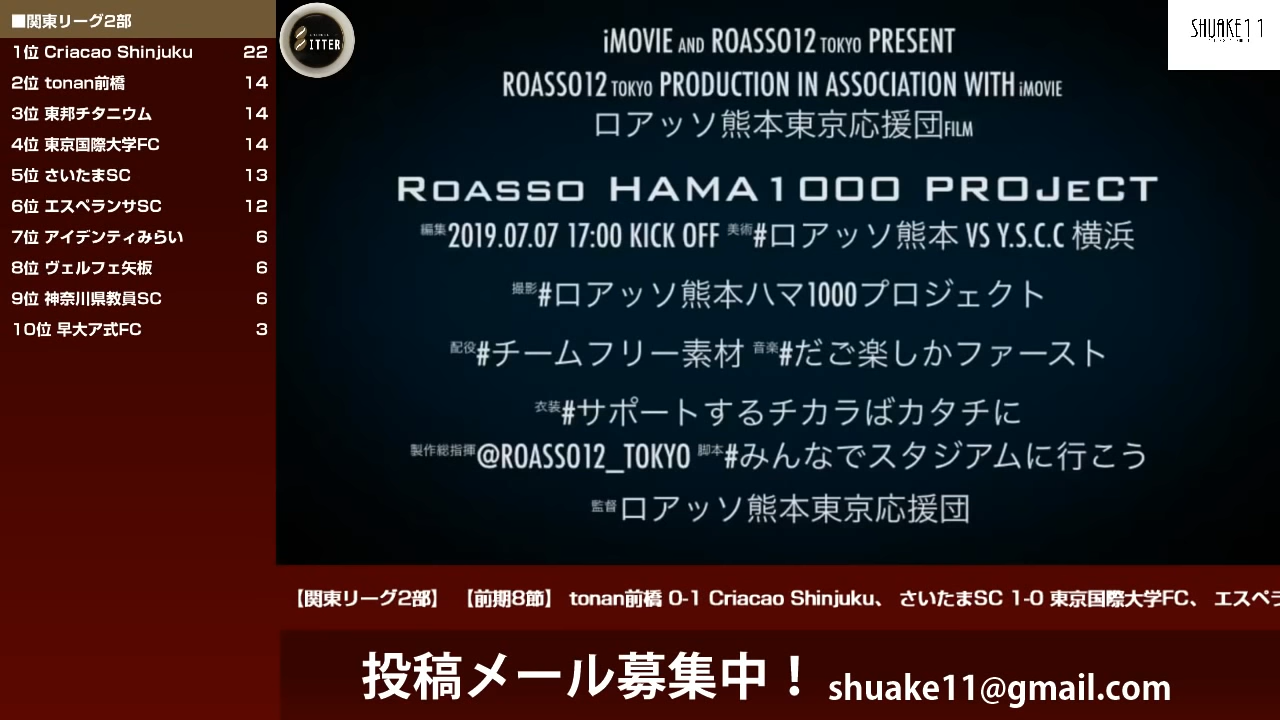 ■関東リーグ2部
1位 Criacao Shinjuku 22
2位 tonan前橋 14
3位 東邦チタニウム 14
4位 東京国際大学FC 14
5位 さいたまSC 13
6位 エスペランサSC 12
7位 アイデンティみらい 6
8位 ヴェルフェ矢板 6
9位 神奈川県教員SC 6
10位 早大ア式FC 3
ITTER
iMOVIE AND ROASSO12 TOKYO PRESENT
ROASSO12 TOKYO PRODUCTION IN ASSOCIATION WITH iMOVIE
ロアッソ熊本東京応援団FILM
ROASSO HAMA1000 PROJECT
編集2019.07.07 17:00 KICK OFF 美術#ロアッソ熊本 VS Y.S.C.C 横浜
撮影#ロアッソ熊本ハマ1000プロジェクト
配役#チームフリー素材 音楽#だご楽しかファースト
衣装#サポートするチカラばカタチに
製作総指揮@ROASSO12_TOKYO 脚本#みんなでスタジアムに行こう
監督ロアッソ熊本東京応援団
SHUAKE11
【関東リーグ2部】 【前期8節】 tonan前橋 0-1 Criacao Shinjuku、 さいたまSC 1-0 東京国際大学FC、 エスペラ
投稿メール募集中！ shuake11@gmail.com